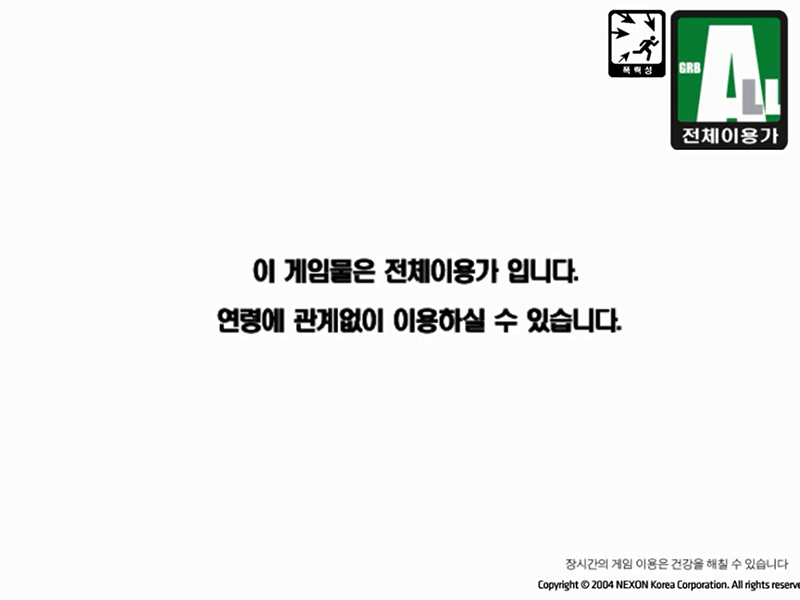 폭력성
GRB
ALL
전체이용가
이 게임물은 전체이용가 입니다.
연령에 관계없이 이용하실 수 있습니다.
장시간의 게임 이용은 건강을 해칠 수 있습니다
Copyright © 2004 NEXON Korea Corporation. All rights reserve